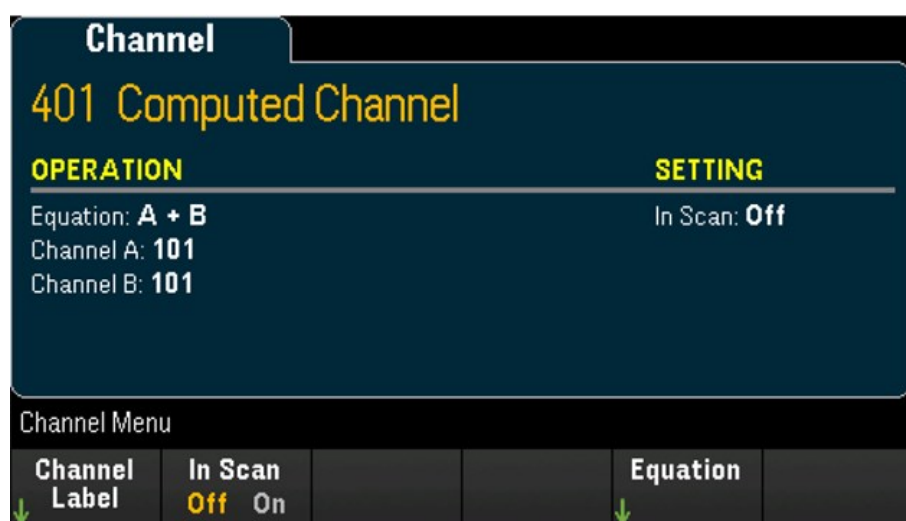 Channel
401 Computed Channel
OPERATION SETTING
Equation: A + B In Scan: Off
Channel A: 101
Channel B: 101
Channel Menu
Channel In Scan Equation
Label Off On